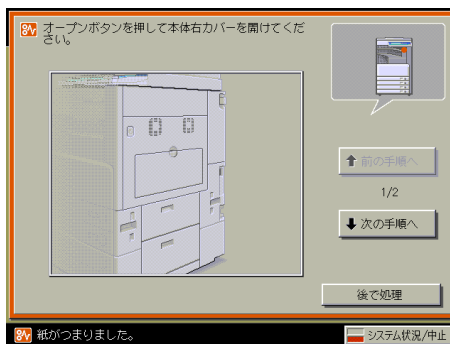 オープンボタンを押して本体右カバーを開けてくだ
さい。
前の手順へ
1/2
次の手順へ
後で処理
紙がつまりました。
システム状況/中止